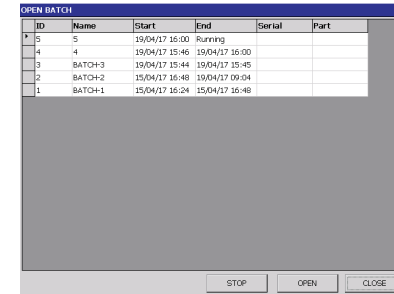 OPEN BATCH
ID Name Start End Serial Part
5 5 19/04/17 16:00 Running
4 4 19/04/17 15:46 19/04/17 16:00
3 BATCH-3 19/04/17 15:44 19/04/17 15:45
2 BATCH-2 15/04/17 16:48 19/04/17 09:04
1 BATCH-1 15/04/17 16:24 15/04/17 16:48
STOP OPEN CLOSE